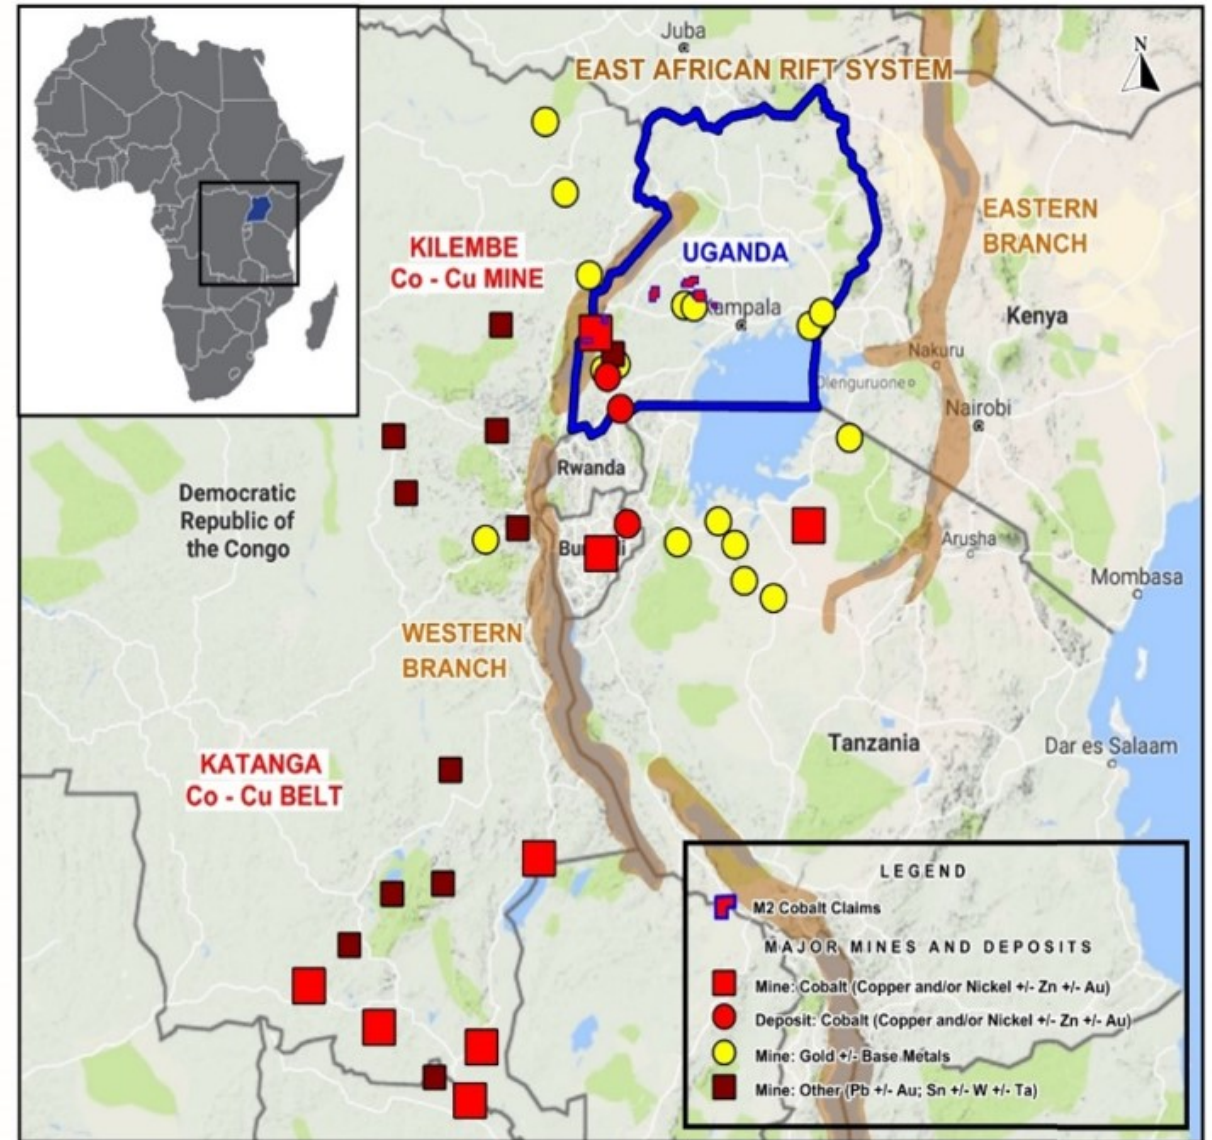 Juba
EAST AFRICAN RIFT SYSTEM
N
EASTERN
BRANCH
KILEMBE
Co - Cu MINE
UGANDA
Kampala
Kenya
Nakuru
Olenguruone
Nairobi
Rwanda
Democratic
Republic of
the Congo
Arusha
Mombasa
WESTERN
BRANCH
Tanzania
Dar es Salaam
KATANGA
Co - Cu BELT
LEGEND
M2 Cobalt Claims
MAJOR MINES AND DEPOSITS
Mine: Cobalt (Copper and/or Nickel +/- Zn +/- Au)
Deposit: Cobalt (Copper and/or Nickel +/- Zn +/- Au)
Mine: Gold +/- Base Metals
Mine: Other (Pb +/- Au; Sn +/- W +/- Ta)